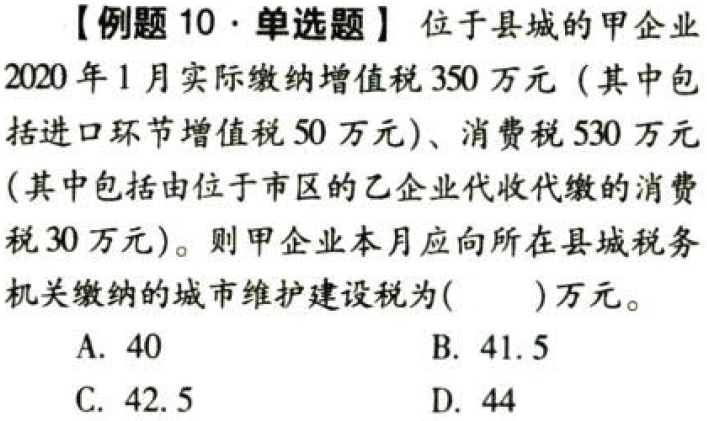 【例题 10·单选题】 位于县城的甲企业
2020 年 1 月实际缴纳增值税 350 万元（其中包
括进口环节增值税 50 万元）、消费税 530 万元
（其中包括由位于市区的乙企业代收代缴的消费
税 30 万元）。则甲企业本月应向所在县城税务
机关缴纳的城市维护建设税为(　　)万元。
A. 40 B. 41. 5
C. 42. 5 D. 44